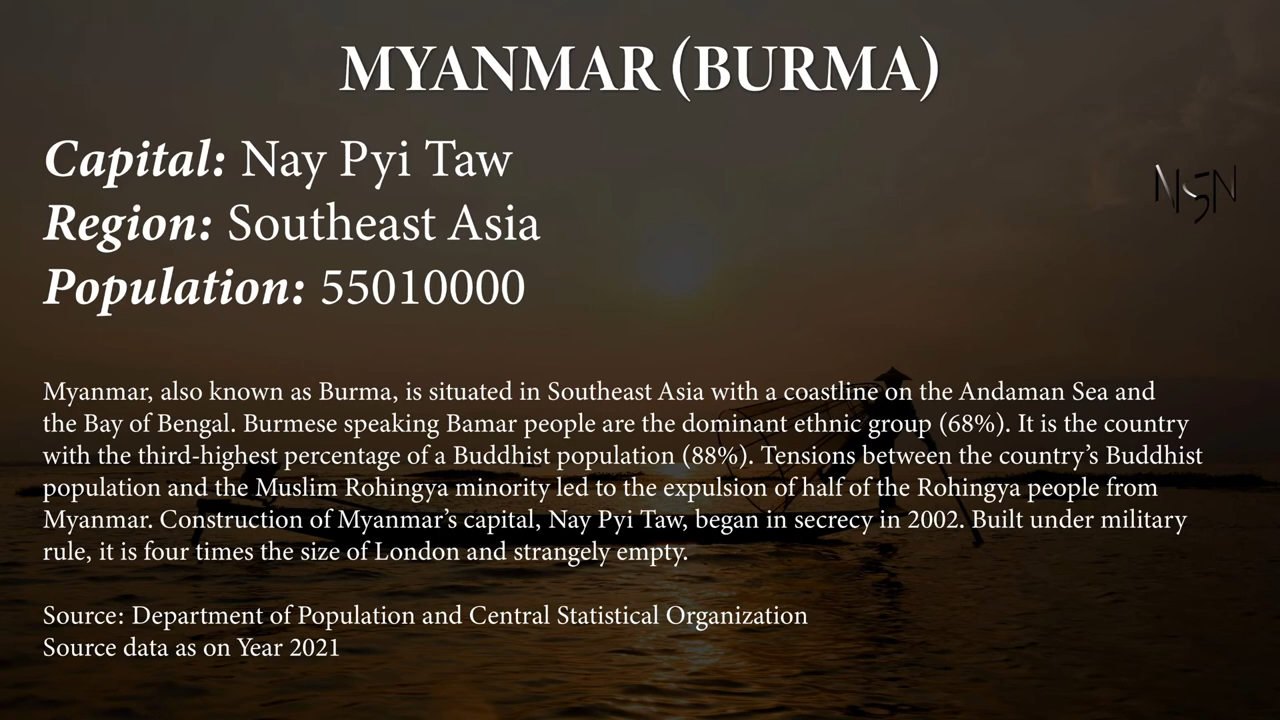 MYANMAR (BURMA)
Capital: Nay Pyi Taw
Region: Southeast Asia
Population: 55010000
NSN
Myanmar, also known as Burma, is situated in Southeast Asia with a coastline on the Andaman Sea and
the Bay of Bengal. Burmese speaking Bamar people are the dominant ethnic group (68%). It is the country
with the third-highest percentage of a Buddhist population (88%). Tensions between the country’s Buddhist
population and the Muslim Rohingya minority led to the expulsion of half of the Rohingya people from
Myanmar. Construction of Myanmar’s capital, Nay Pyi Taw, began in secrecy in 2002. Built under military
rule, it is four times the size of London and strangely empty.
Source: Department of Population and Central Statistical Organization
Source data as on Year 2021